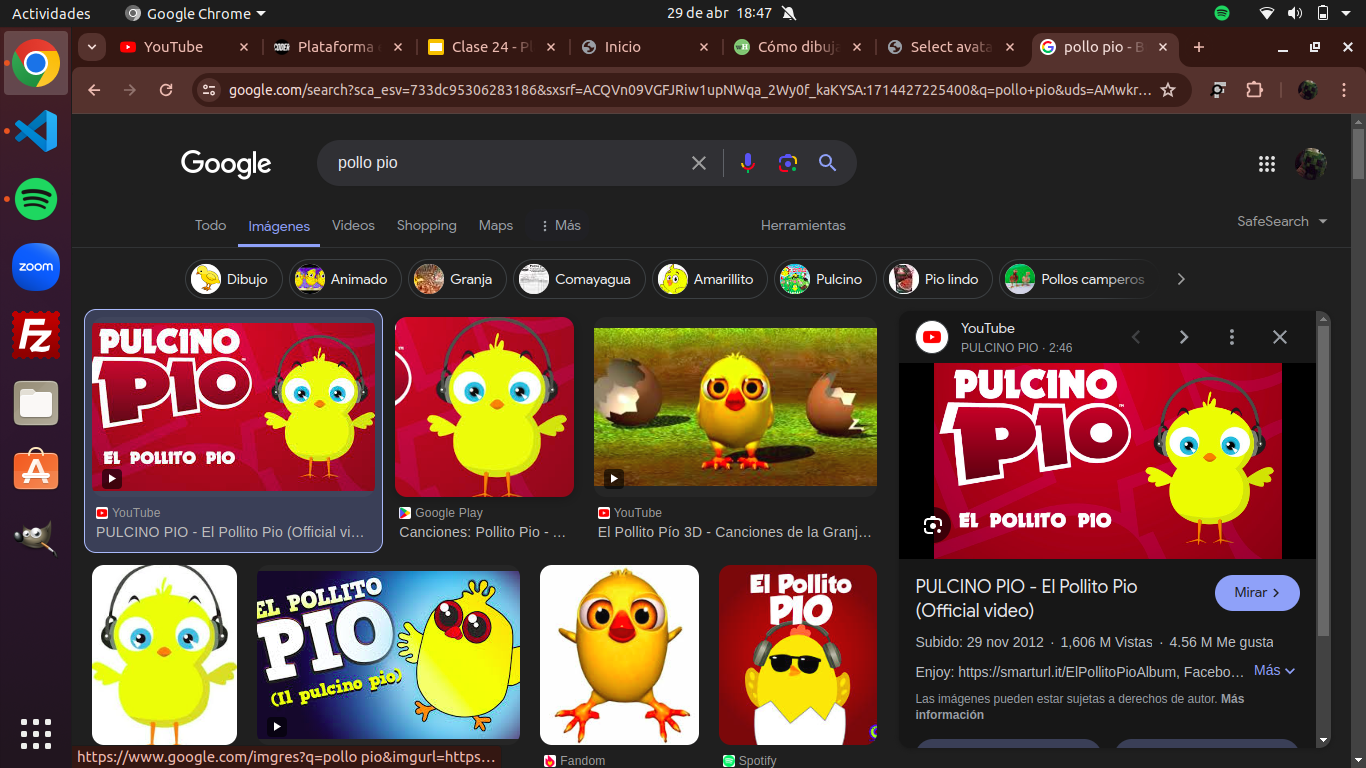 Actividades
Google Chrome
29 de abr 18:47
YouTube
Plataforma
Clase 24 - Pl
Inicio
Cómo dibuj
Select avata
pollo pio - B
google.com/search?sca_esv=733dc95306283186&sxsrf=ACQVn09VGFJRiw1upNWqa_2Wy0f_kaKYSA:1714427225400&q=pollo+pio&uds=AMwkr...
Google
pollo pio
Todo
Imágenes
Videos
Shopping
Maps
Más
Herramientas
SafeSearch
Dibujo
Animado
Granja
Comayagua
Amarillito
Pulcino
Pio lindo
Pollos camperos
zoom
Fz
PULCINO
PIO
EL POLLITO PIO
YouTube
PULCINO PIO - El Pollito Pio (Official vi...
Google Play
Canciones: Pollito Pio - ...
YouTube
El Pollito Pío 3D - Canciones de la Granj...
EL POLLITO
PIO
(Il pulcino pio)
El Pollito
PIO
Fandom
Spotify
YouTube
PULCINO PIO · 2:46
PULCINO
PIO
EL POLLITO PIO
PULCINO PIO - El Pollito Pio
(Official video)
Mirar
Subido: 29 nov 2012 · 1,606 M Vistas · 4.56 M Me gusta
Enjoy: https://smarturl.it/ElPollitoPioAlbum, Facebo...
Más
Las imágenes pueden estar sujetas a derechos de autor. Más
información
https://www.google.com/imgres?q=pollo pio&imgurl=https...